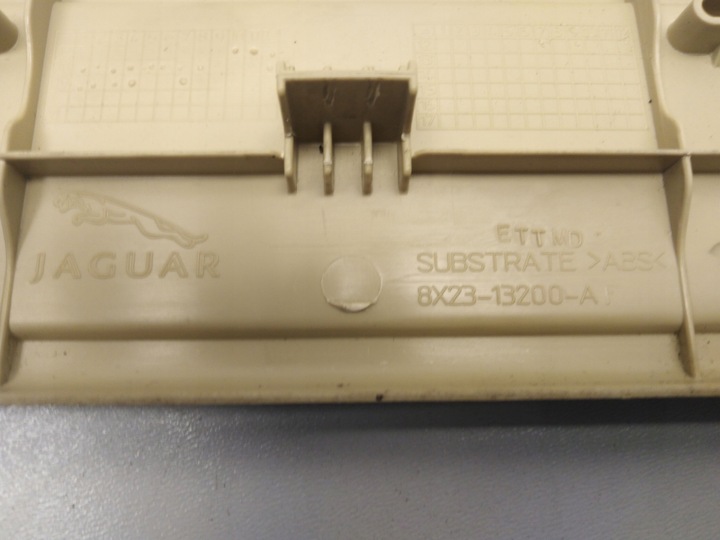 JAGUAR
ETTMD
SUBSTRATE >ABS<
8X23-13200-A